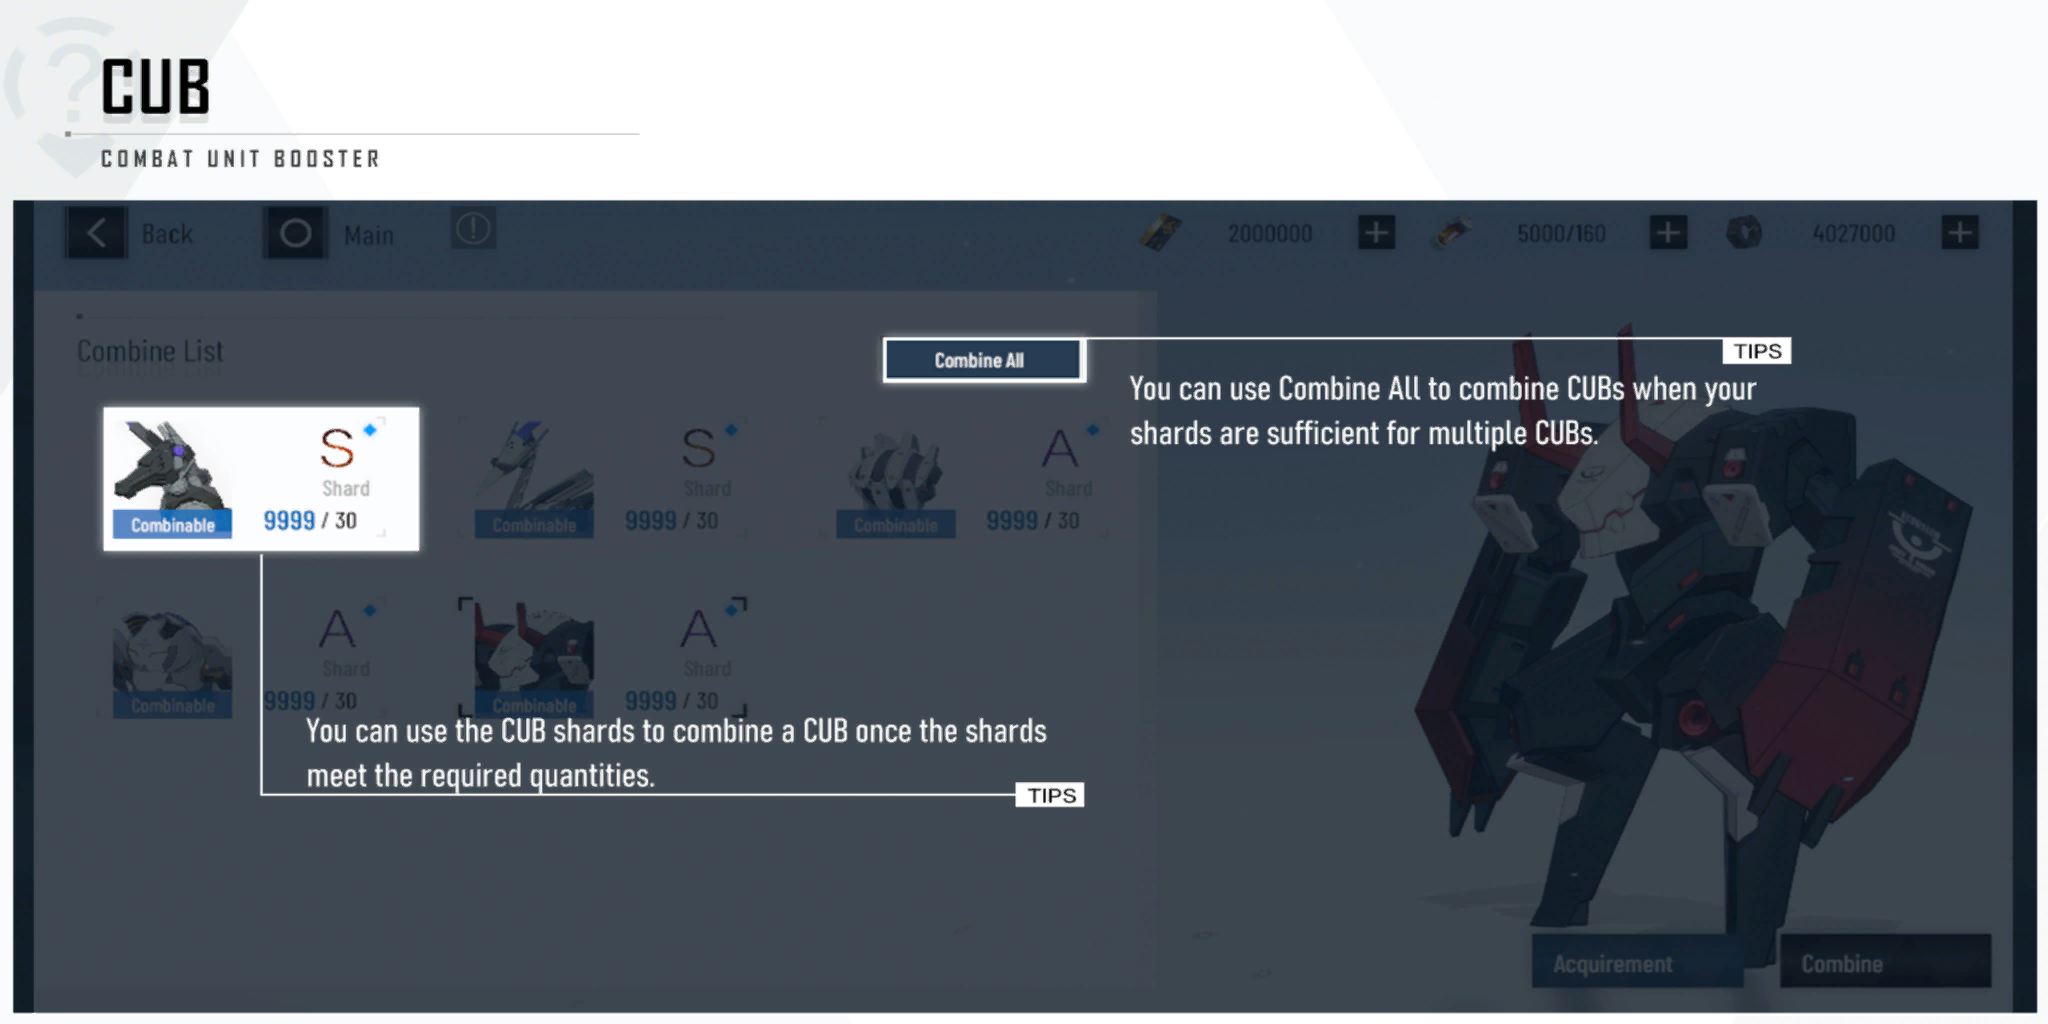 CUB
COMBAT UNIT BOOSTER
Back
Main
2000000
5000/160
4027000
Combine List
Combine All
TIPS
You can use Combine All to combine CUBs when your
shards are sufficient for multiple CUBs.
S
Shard
Combinable
9999 / 30
S
Shard
Combinable
9999 / 30
A
Shard
Combinable
9999 / 30
A
Shard
Combinable
9999 / 30
A
Shard
Combinable
9999 / 30
You can use the CUB shards to combine a CUB once the shards
meet the required quantities.
TIPS
Acquirement
Combine